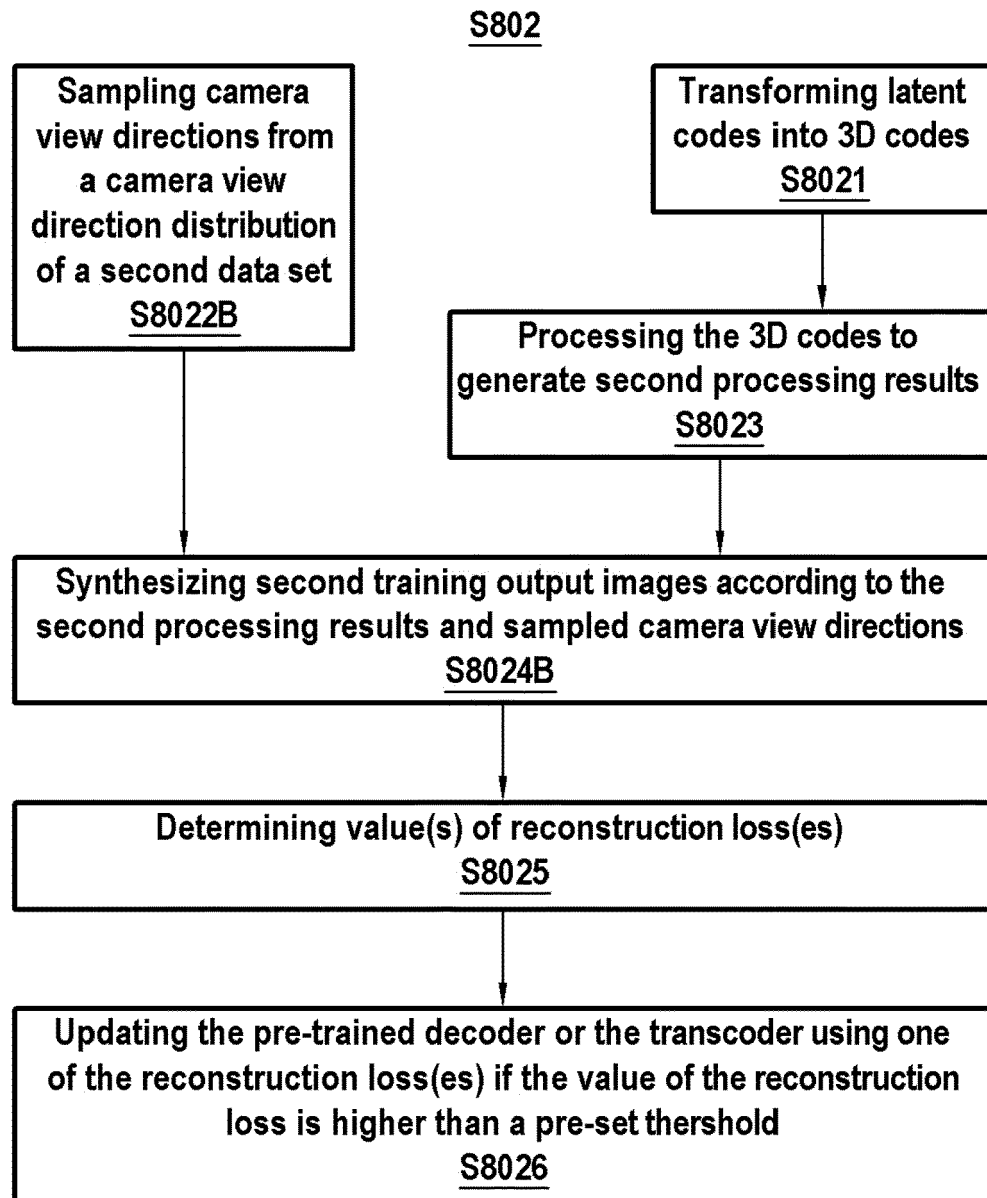 S802
Sampling camera
view directions from
a camera view
direction distribution
of a second data set
S8022B
Transforming latent
codes into 3D codes
S8021
Processing the 3D codes to
generate second processing results
S8023
Synthesizing second training output images according to the
second processing results and sampled camera view directions
S8024B
Determining value(s) of reconstruction loss(es)
S8025
Updating the pre-trained decoder or the transcoder using one
of the reconstruction loss(es) if the value of the reconstruction
loss is higher than a pre-set thershold
S8026